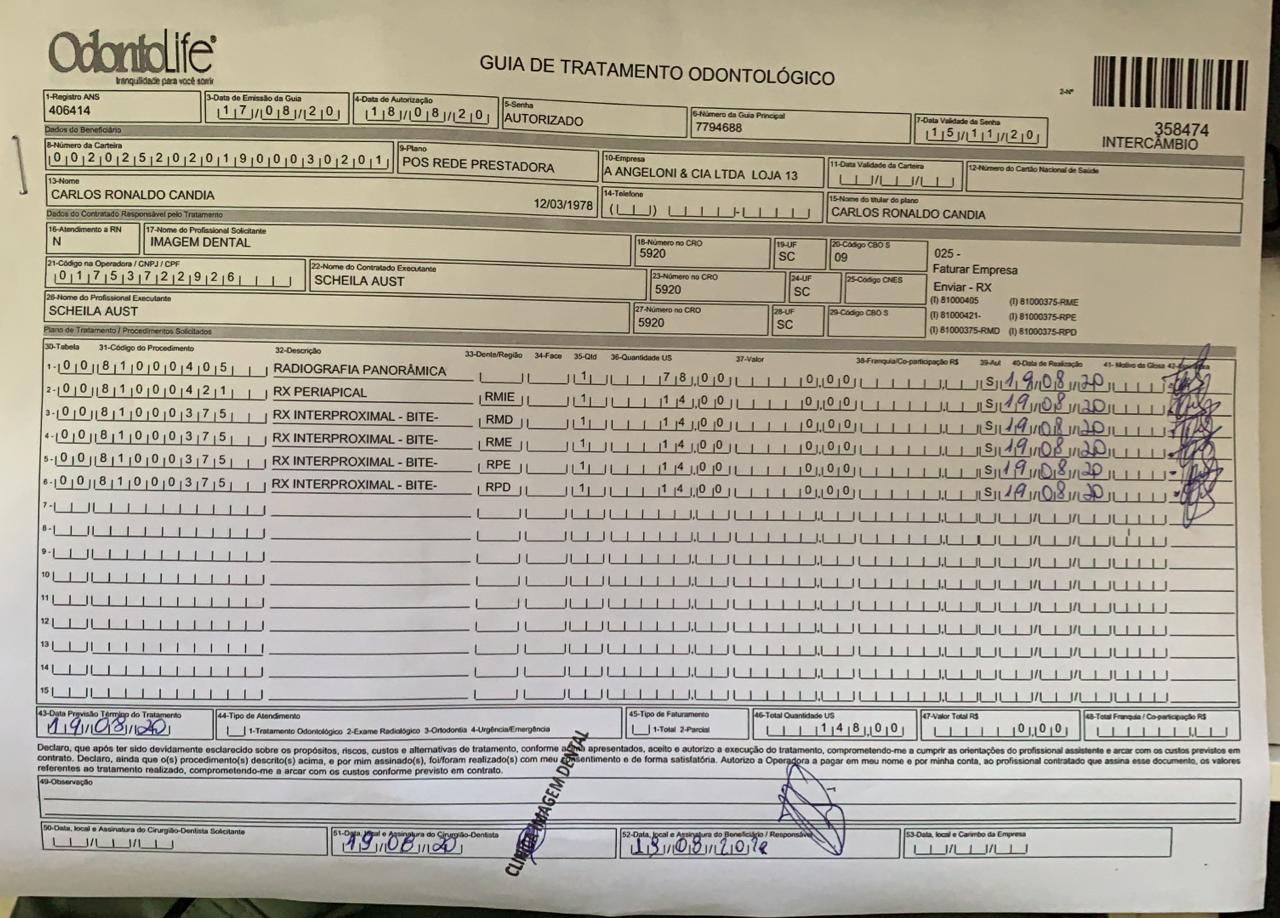 OdontoLife®
tranquilidade para você sorrir
GUIA DE TRATAMENTO ODONTOLÓGICO
2-Nº
358474
INTERCÂMBIO
1-Registro ANS
406414
3-Data de Emissão da Guia
17/08/20
4-Data de Autorização
18/08/20
5-Senha
AUTORIZADO
6-Número da Guia Principal
7794688
7-Data Validade da Senha
15/11/20
Dados do Beneficiário
8-Número da Carteira
00202520201900030201
9-Plano
POS REDE PRESTADORA
10-Empresa
A ANGELONI & CIA LTDA LOJA 13
11-Data Validade da Carteira
12-Número do Cartão Nacional de Saúde
13-Nome
CARLOS RONALDO CANDIA 12/03/1978
14-Telefone
15-Nome do titular do plano
CARLOS RONALDO CANDIA
Dados do Contratado Responsável pelo Tratamento
16-Atendimento a RN
N
17-Nome do Profissional Solicitante
IMAGEM DENTAL
18-Número no CRO
5920
19-UF
SC
20-Código CBO S
09
025 -
Faturar Empresa
Enviar - RX
(I) 81000405 (I) 81000375-RME
(I) 81000421- (I) 81000375-RPE
(I) 81000375-RMD (I) 81000375-RPD
21-Código na Operadora / CNPJ / CPF
01753722926
22-Nome do Contratado Executante
SCHEILA AUST
23-Número no CRO
5920
24-UF
SC
25-Código CNES
26-Nome do Profissional Executante
SCHEILA AUST
27-Número no CRO
5920
28-UF
SC
29-Código CBO S
Plano de Tratamento / Procedimentos Solicitados
30-Tabela 31-Código do Procedimento 32-Descrição 33-Dente/Região 34-Face 35-Qtd 36-Quantidade US 37-Valor 38-Franquia/Co-participação R$ 39-Aut 40-Data de Realização 41- Motivo da Glosa
1- 00 81000405 RADIOGRAFIA PANORÂMICA 1 78,00 0,00 S 19/08/20
2- 00 81000421 RX PERIAPICAL RMIE 1 14,00 0,00 S 19/08/20
3- 00 81000375 RX INTERPROXIMAL - BITE- RMD 1 14,00 0,00 S 19/08/20
4- 00 81000375 RX INTERPROXIMAL - BITE- RME 1 14,00 0,00 S 19/08/20
5- 00 81000375 RX INTERPROXIMAL - BITE- RPE 1 14,00 0,00 S 19/08/20
6- 00 81000375 RX INTERPROXIMAL - BITE- RPD 1 14,00 0,00 S 19/08/20
7-
8-
9-
10
11
12
13
14
15
43-Data Previsão Término do Tratamento
19/08/20
44-Tipo de Atendimento
1-Tratamento Odontológico 2-Exame Radiológico 3-Ortodontia 4-Urgência/Emergência
45-Tipo de Faturamento
1-Total 2-Parcial
46-Total Quantidade US
148,00
47-Valor Total R$
0,00
48-Total Franquia / Co-participação R$
Declaro, que após ter sido devidamente esclarecido sobre os propósitos, riscos, custos e alternativas de tratamento, conforme apresentados, aceito e autorizo a execução do tratamento, comprometendo-me a cumprir as orientações do profissional assistente e arcar com os custos previstos em
contrato. Declaro, ainda que o(s) procedimento(s) descrito(s) acima, e por mim assinado(s), foi/foram realizado(s) com meu consentimento e de forma satisfatória. Autorizo a Operadora a pagar em meu nome e por minha conta, ao profissional contratado que assina esse documento, os valores
referentes ao tratamento realizado, comprometendo-me a arcar com os custos conforme previsto em contrato.
49-Observação
CLINICA IMAGEM DENTAL
50-Data, local e Assinatura do Cirurgião-Dentista Solicitante
51-Data, local e Assinatura do Cirurgião-Dentista
19/08/20
52-Data, local e Assinatura do Beneficiário / Responsável
53-Data, local e Carimbo da Empresa